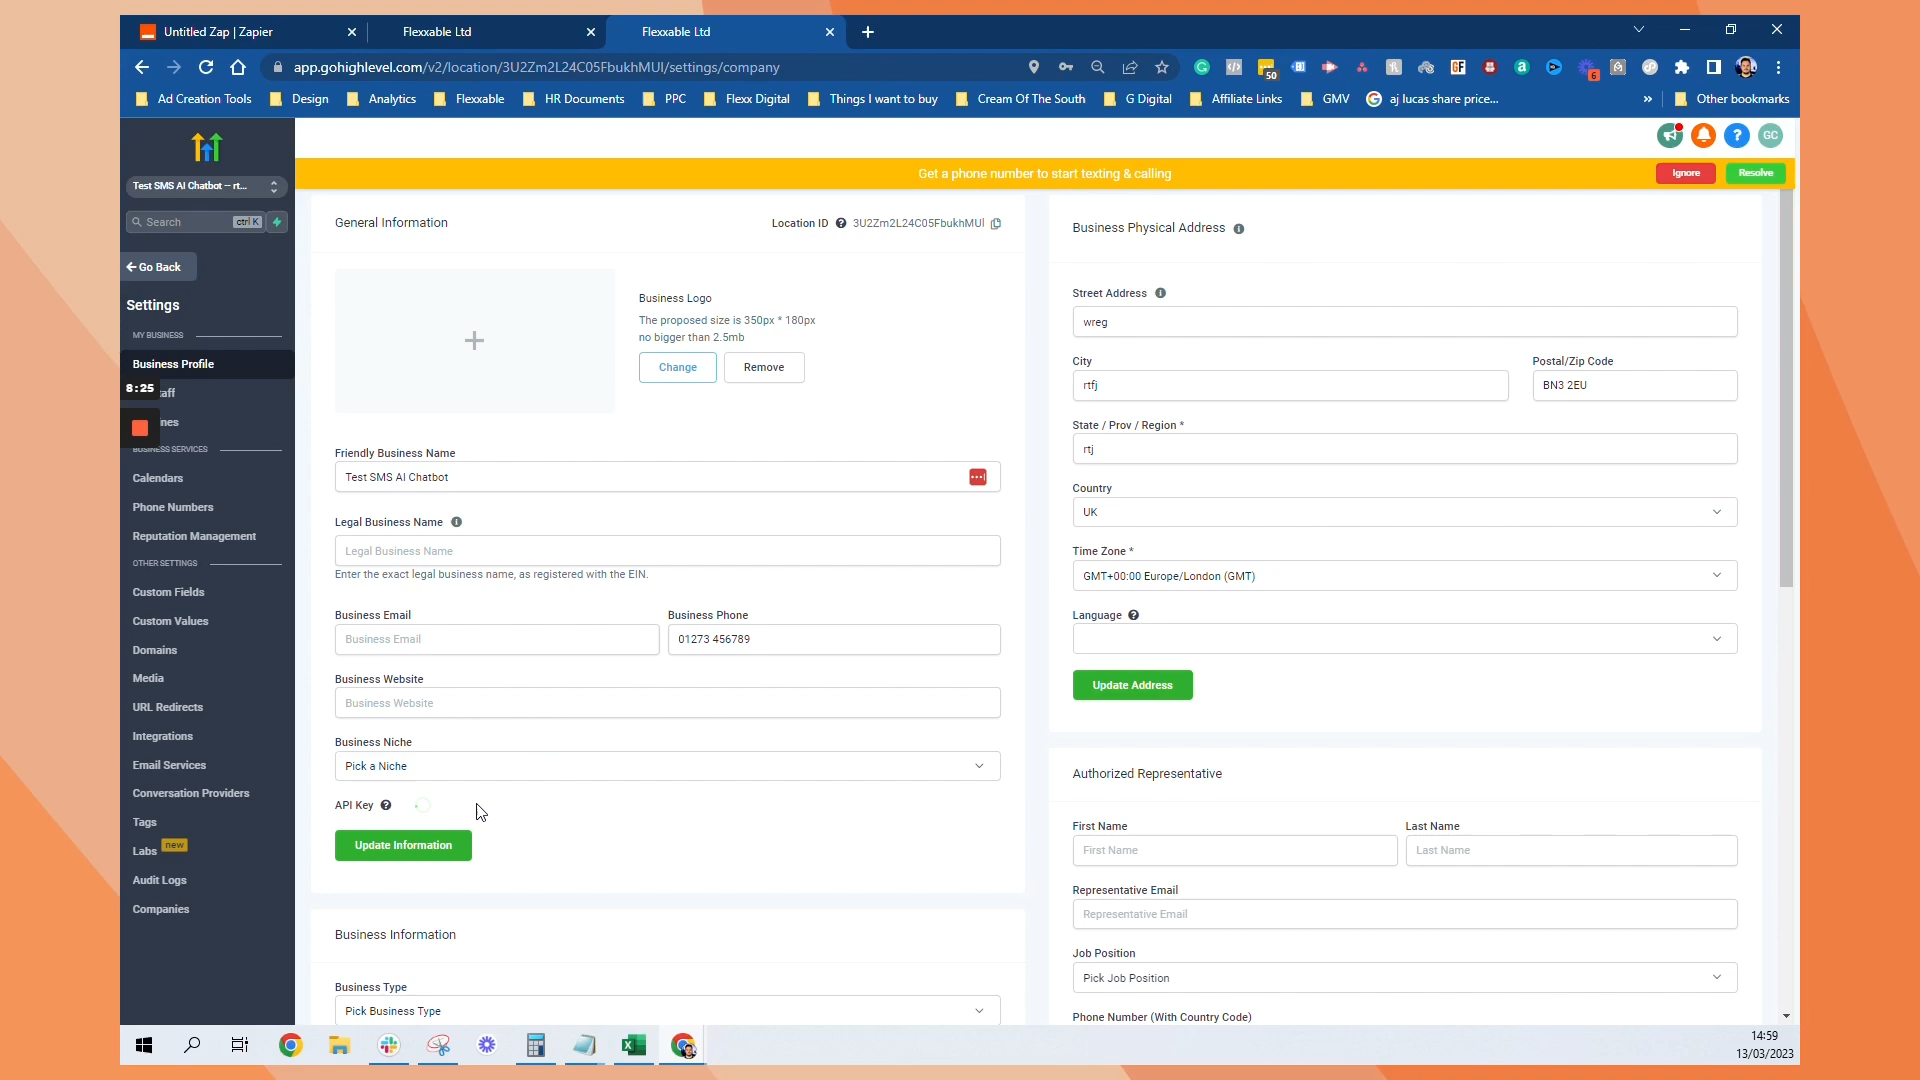 Untitled Zap | Zapier
Flexxable Ltd
Flexxable Ltd
app.gohighlevel.com/v2/location/3U2Zm2L24C05FbukhMUl/settings/company
50
6
Ad Creation Tools
Design
Analytics
Flexxable
HR Documents
PPC
Flexx Digital
Things I want to buy
Cream Of The South
G Digital
Affiliate Links
GMV
aj lucas share price...
»
Other bookmarks
GC
Get a phone number to start texting & calling
Ignore
Resolve
Test SMS AI Chatbot -- rt...
Search
ctrl K
Go Back
Settings
MY BUSINESS
Business Profile
8:25
aff
nes
BUSINESS SERVICES
Calendars
Phone Numbers
Reputation Management
OTHER SETTINGS
Custom Fields
Custom Values
Domains
Media
URL Redirects
Integrations
Email Services
Conversation Providers
Tags
Labs new
Audit Logs
Companies
General Information
Location ID
3U2Zm2L24C05FbukhMUl
Business Logo
The proposed size is 350px * 180px
no bigger than 2.5mb
Change
Remove
Friendly Business Name
Test SMS AI Chatbot
Legal Business Name
Legal Business Name
Enter the exact legal business name, as registered with the EIN.
Business Email
Business Phone
Business Email
01273 456789
Business Website
Business Website
Business Niche
Pick a Niche
API Key
Update Information
Business Information
Business Type
Pick Business Type
Business Physical Address
Street Address
wreg
City
Postal/Zip Code
rtfj
BN3 2EU
State / Prov / Region *
rtj
Country
UK
Time Zone *
GMT+00:00 Europe/London (GMT)
Language
Update Address
Authorized Representative
First Name
Last Name
First Name
Last Name
Representative Email
Representative Email
Job Position
Pick Job Position
Phone Number (With Country Code)
14:59
13/03/2023